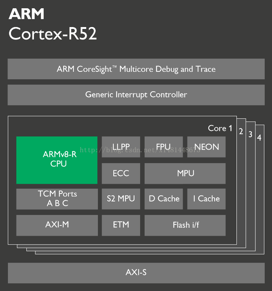 ARM
Cortex-R52
ARM CoreSight™ Multicore Debug and Trace
Generic Interrupt Controller
Core 1
2
3
4
ARMv8-R
CPU
LLPP
FPU
NEON
ECC
MPU
TCM Ports
A B C
S2 MPU
D Cache
I Cache
AXI-M
ETM
Flash i/f
AXI-S